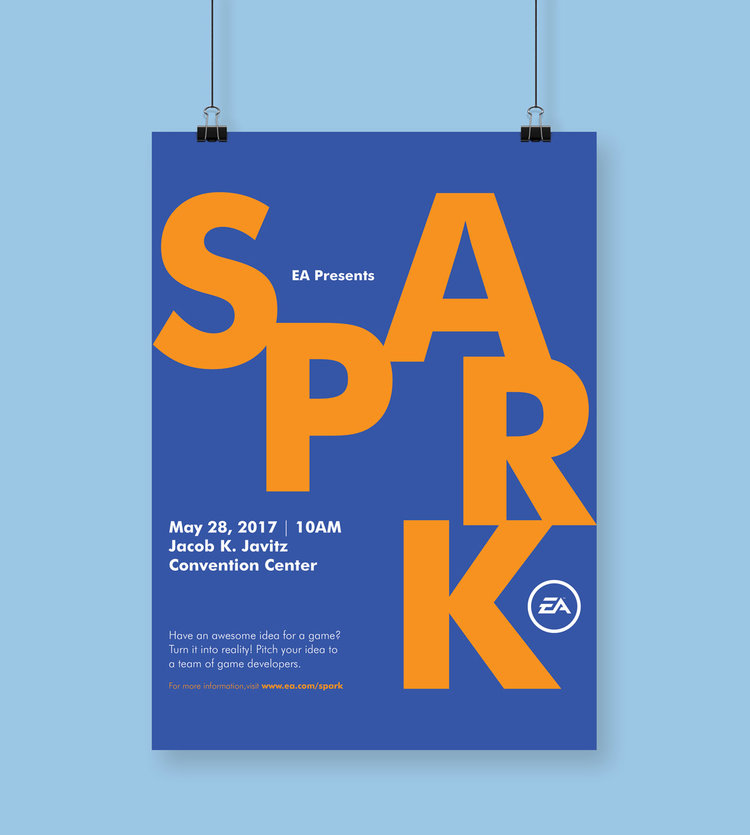 EA Presents
SPARK
May 28, 2017 | 10AM
Jacob K. Javitz
Convention Center
EA
Have an awesome idea for a game?
Turn it into reality! Pitch your idea to
a team of game developers.
For more information,visit www.ea.com/spark